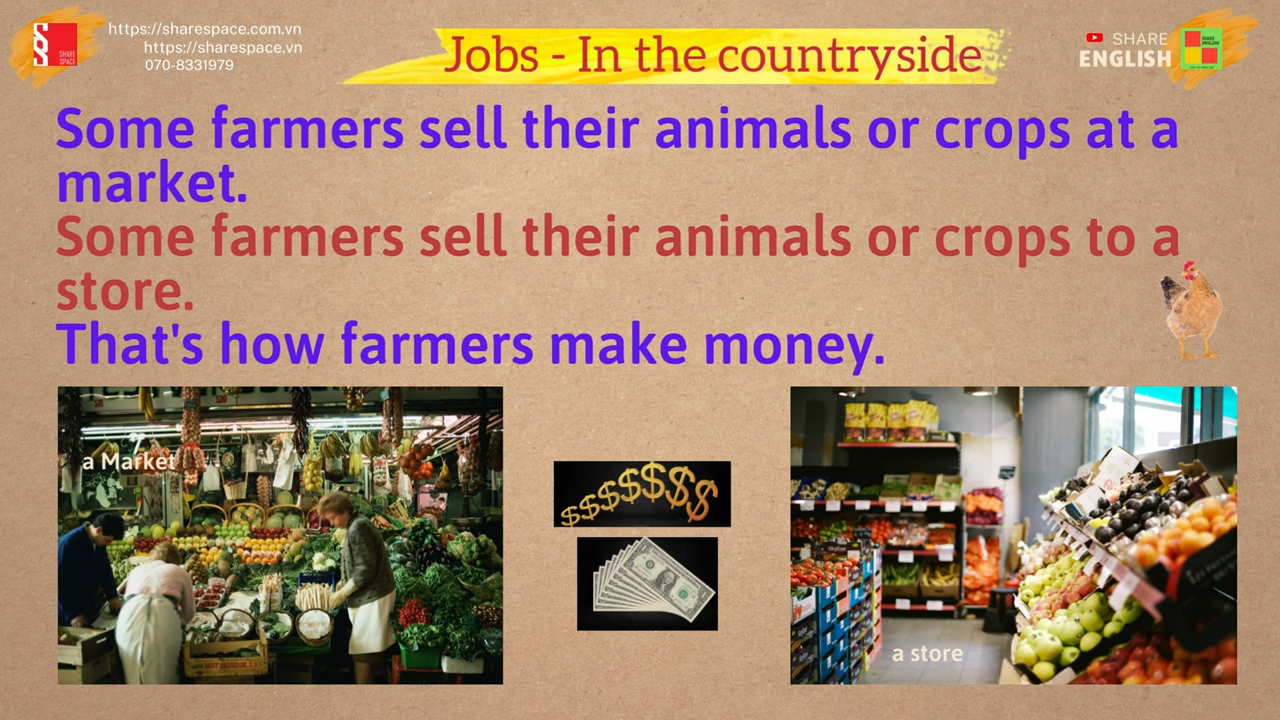 https://sharespace.com.vn
https://sharespace.vn
070-8331979
SHARE
SPACE
Jobs - In the countryside
SHARE
ENGLISH
Some farmers sell their animals or crops at a
market.
Some farmers sell their animals or crops to a
store.
That's how farmers make money.
a Market
$$$$$$$
a store